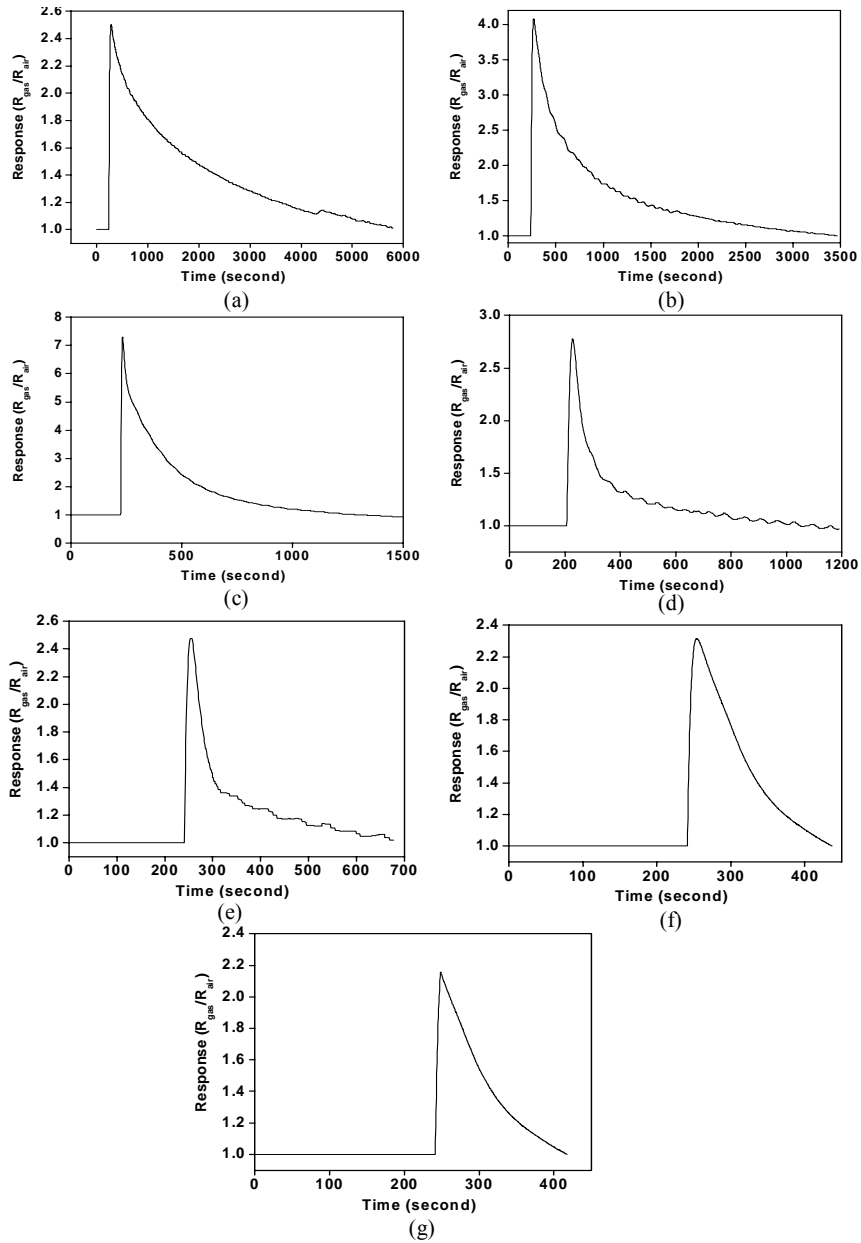 2.6
2.4
2.2
2.0
1.8
1.6
1.4
1.2
1.0
Response (Rgas/Rair)
0 1000 2000 3000 4000 5000 6000
Time (second)
(a)
4.0
3.5
3.0
2.5
2.0
1.5
1.0
Response (Rgas/Rair)
0 500 1000 1500 2000 2500 3000 3500
Time (second)
(b)
8
7
6
5
4
3
2
1
0
Response (Rgas/Rair)
0 500 1000 1500
Time (second)
(c)
3.0
2.5
2.0
1.5
1.0
Response (Rgas/Rair)
0 200 400 600 800 1000 1200
Time (second)
(d)
2.6
2.4
2.2
2.0
1.8
1.6
1.4
1.2
1.0
Response (Rgas/Rair)
0 100 200 300 400 500 600 700
Time (second)
(e)
2.4
2.2
2.0
1.8
1.6
1.4
1.2
1.0
Response (Rgas/Rair)
0 100 200 300 400
Time (second)
(f)
2.4
2.2
2.0
1.8
1.6
1.4
1.2
1.0
Response (Rgas/Rair)
0 100 200 300 400
Time (second)
(g)